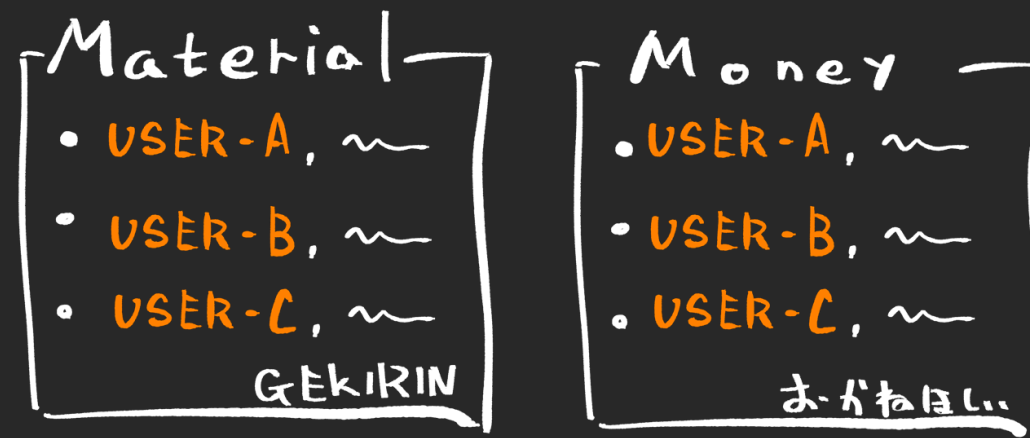 Material
• USER-A, 〜
• USER-B, 〜
• USER-C, 〜
GEKIRIN
Money
• USER-A, 〜
• USER-B, 〜
• USER-C, 〜
おかねほしい